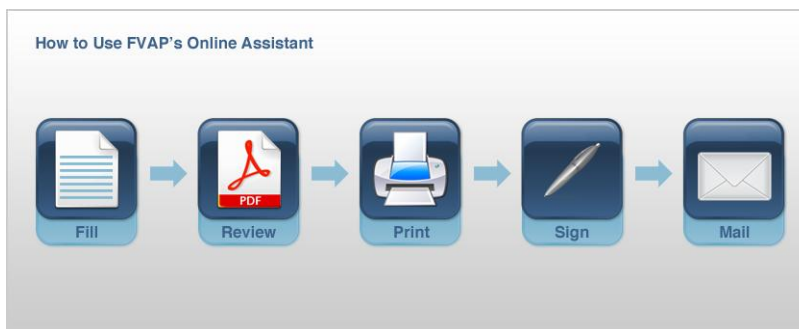 How to Use FVAP's Online Assistant
PDF
Fill
Review
Print
Sign
Mail